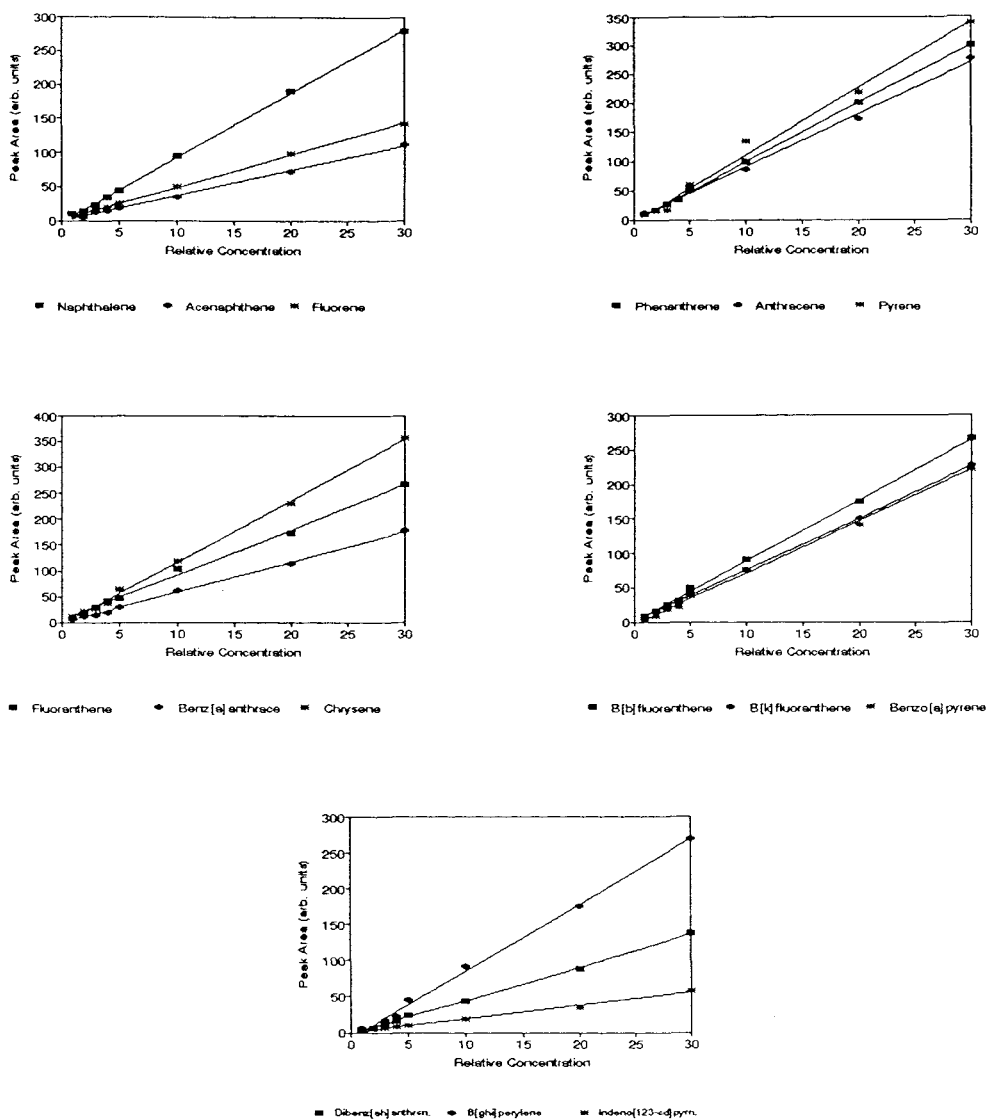 300
250
200
150
100
50
0
Peak Area (arb. units)
0 5 10 15 20 25 30
Relative Concentration
Naphthalene Acenaphthene Fluorene
350
300
250
200
150
100
50
0
Peak Area (arb. units)
0 5 10 15 20 25 30
Relative Concentration
Phenanthrene Anthracene Pyrene
400
350
300
250
200
150
100
50
0
Peak Area (arb. units)
0 5 10 15 20 25 30
Relative Concentration
Fluoranthene Benz[a]anthrace Chrysene
300
250
200
150
100
50
0
Peak Area (arb. units)
0 5 10 15 20 25 30
Relative Concentration
B[b]fluoranthene B[k]fluoranthene Benzo[a]pyrene
300
250
200
150
100
50
0
Peak Area (arb. units)
0 5 10 15 20 25 30
Relative Concentration
Dibenz[ah]anthrcn. B[ghi]perylene Indeno[123-cd]pyrn.